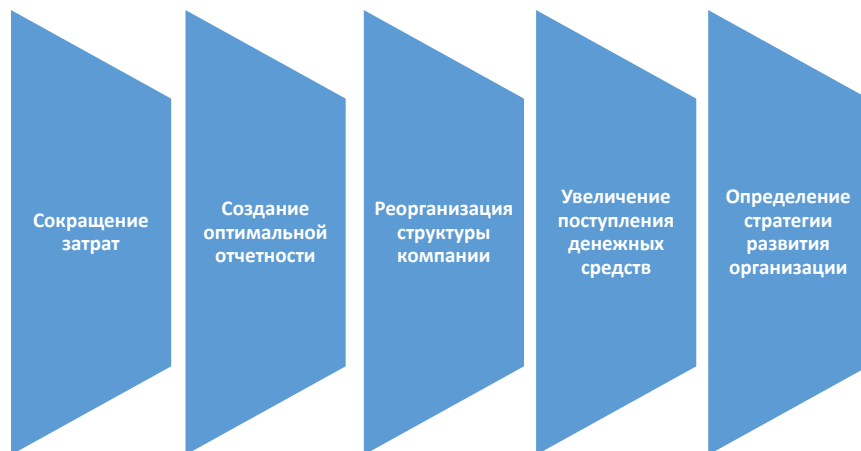 Сокращение
затрат
Создание
оптимальной
отчетности
Реорганизация
структуры
компании
Увеличение
поступления
денежных
средств
Определение
стратегии
развития
организации